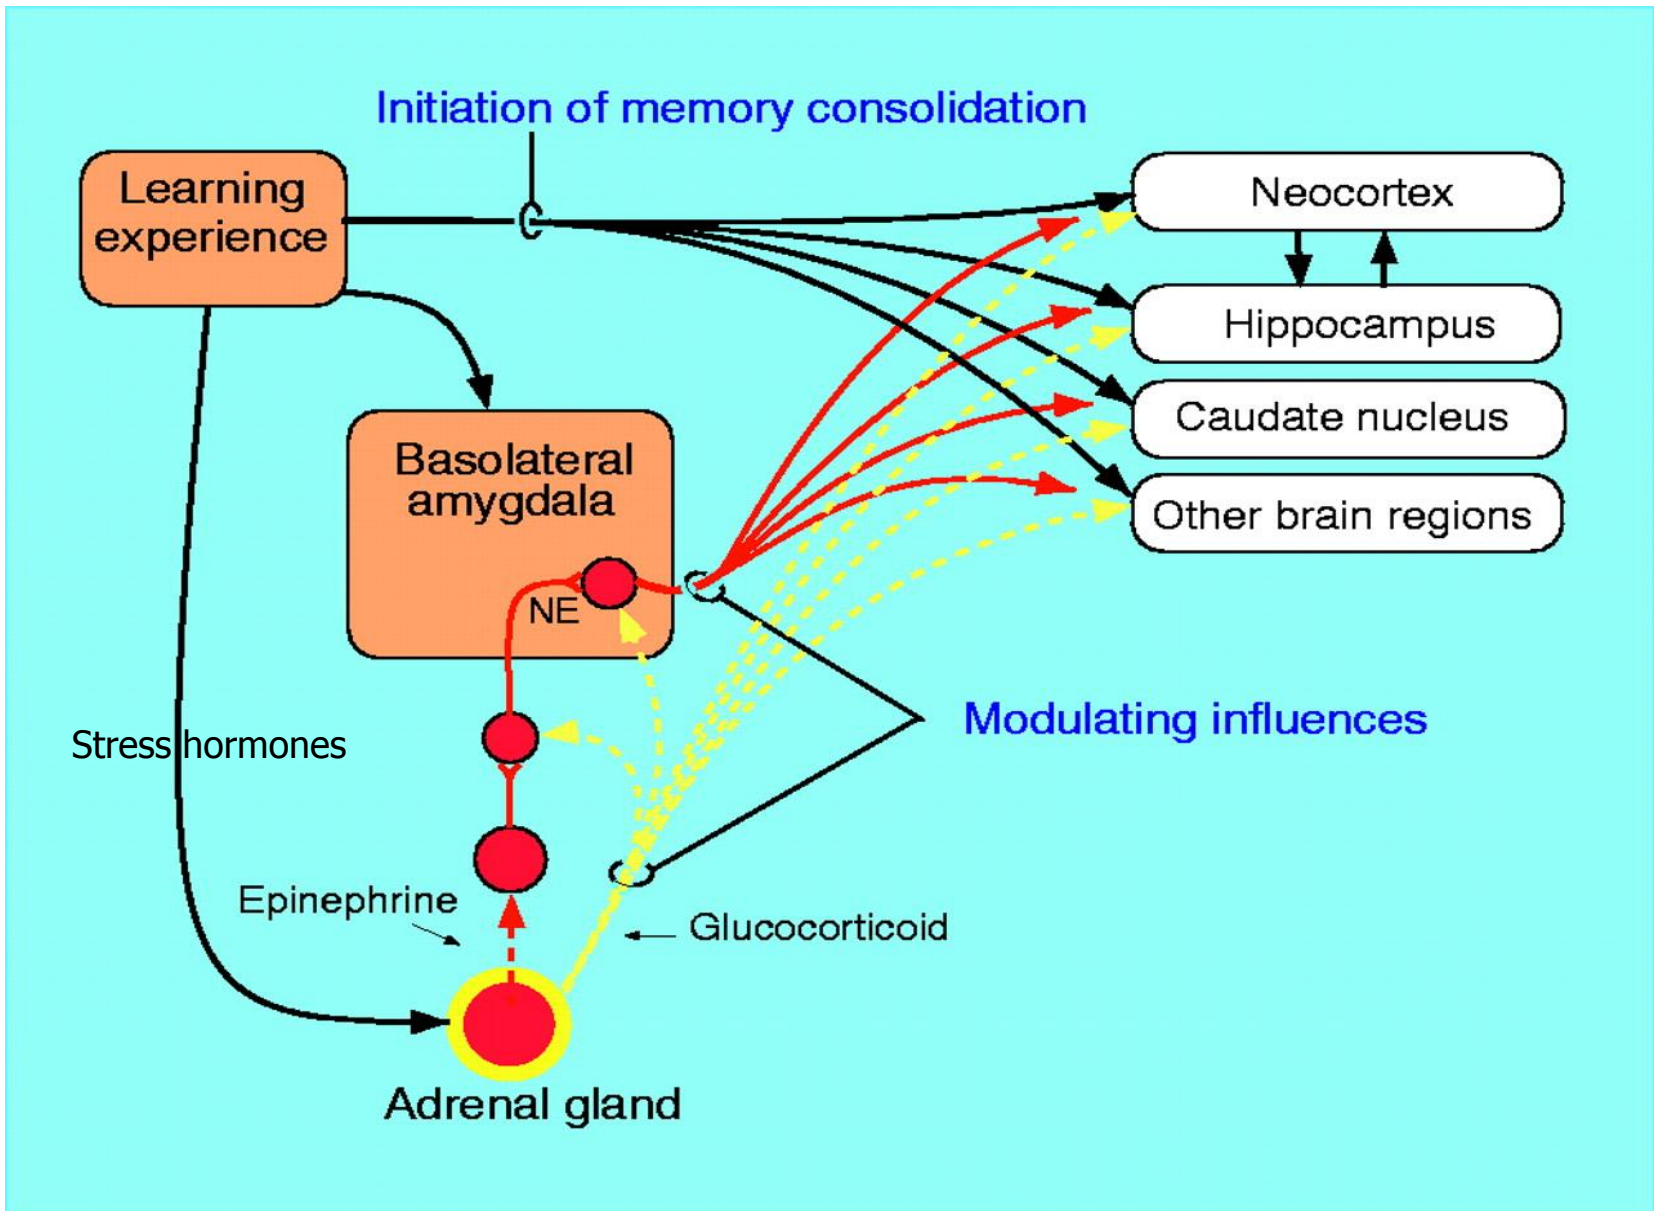 Initiation of memory consolidation
Learning
experience
Neocortex
Hippocampus
Caudate nucleus
Other brain regions
Basolateral
amygdala
NE
Modulating influences
Stress hormones
Epinephrine
Glucocorticoid
Adrenal gland